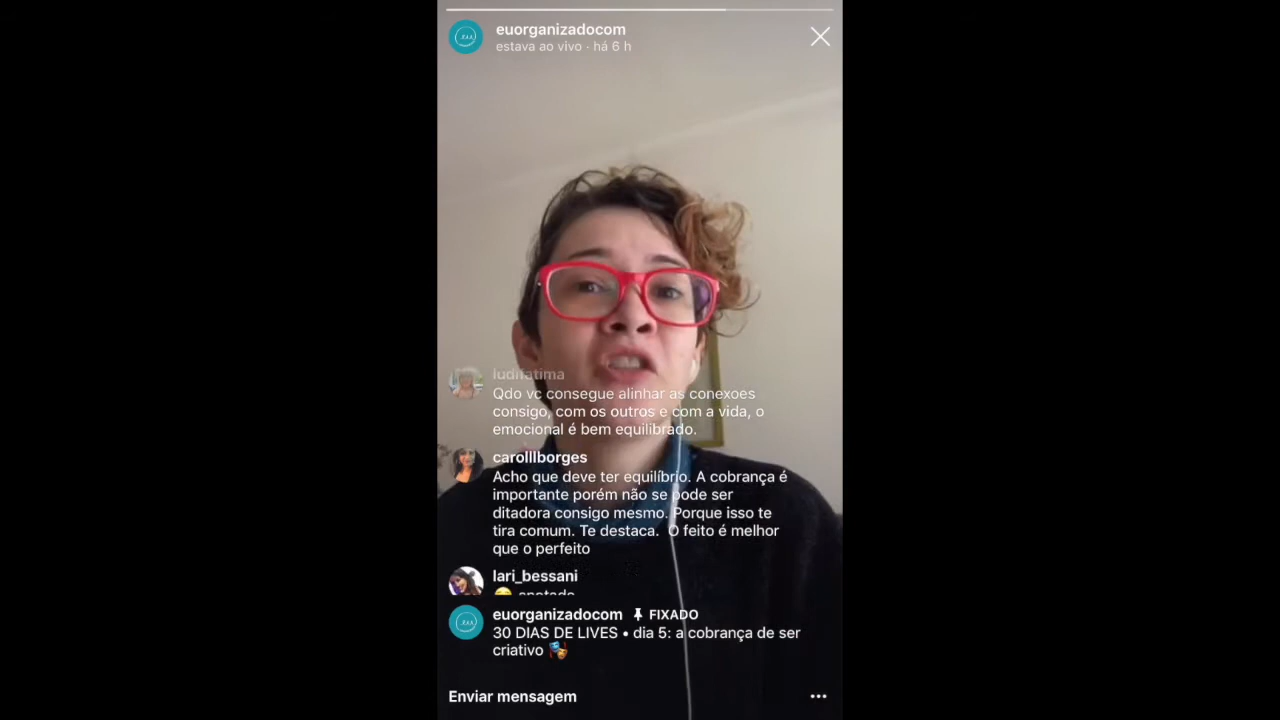 euorganizadocom
estava ao vivo · há 6 h
ludifatima
Qdo vc consegue alinhar as conexoes
consigo, com os outros e com a vida, o
emocional é bem equilibrado.
carolllborges
Acho que deve ter equilíbrio. A cobrança é
importante porém não se pode ser
ditadora consigo mesmo. Porque isso te
tira comum. Te destaca. O feito é melhor
que o perfeito
lari_bessani
euorganizadocom FIXADO
30 DIAS DE LIVES • dia 5: a cobrança de ser
criativo
Enviar mensagem